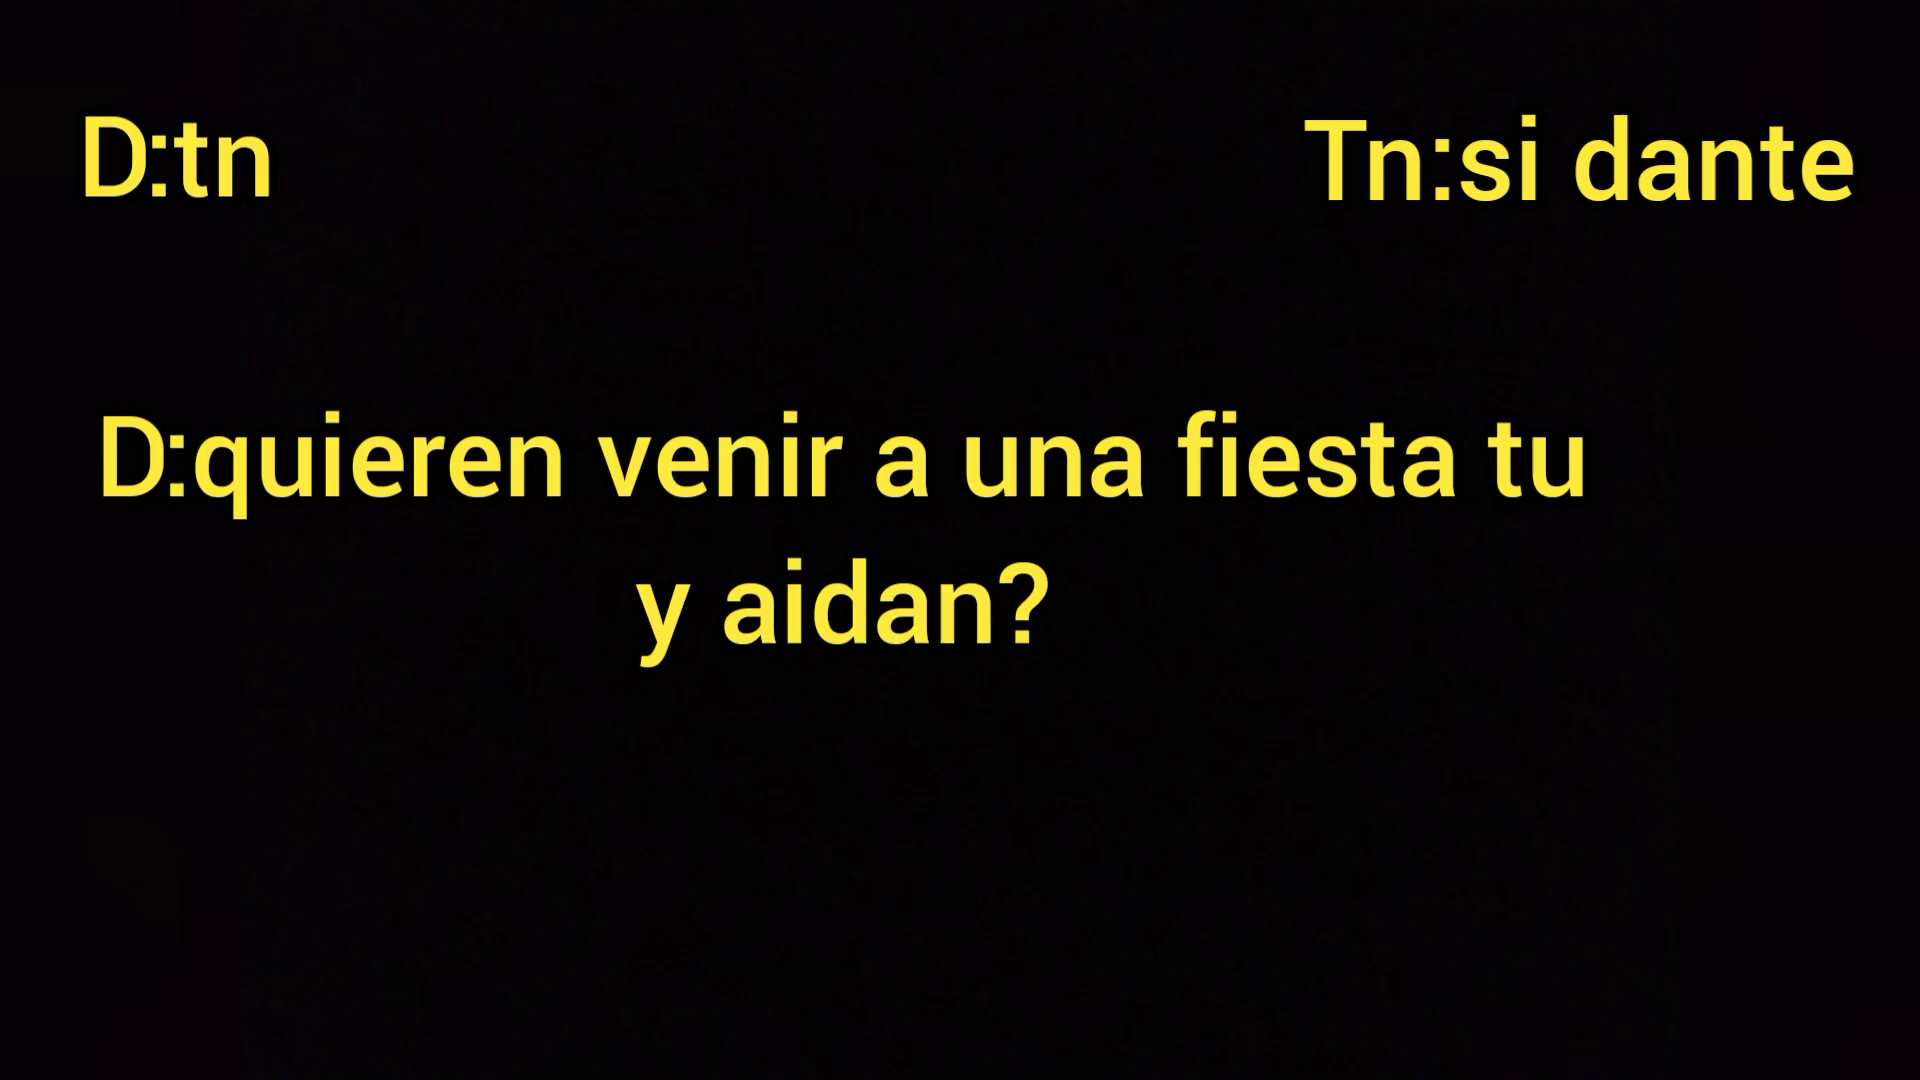 D:tn
Tn:si dante
D:quieren venir a una fiesta tu
y aidan?